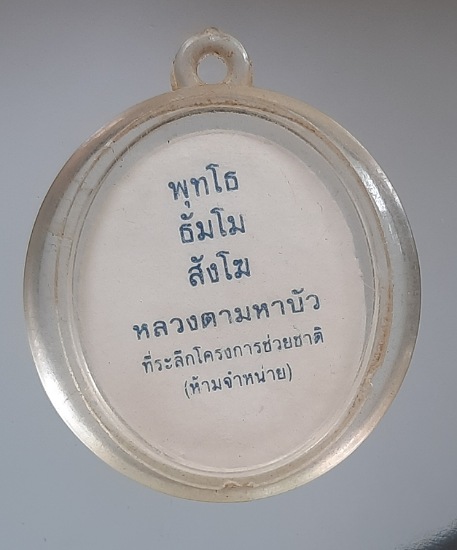 พุทโธ
ธัมโม
สังโฆ
หลวงตามหาบัว
ที่ระลึกโครงการช่วยชาติ
(ห้ามจำหน่าย)